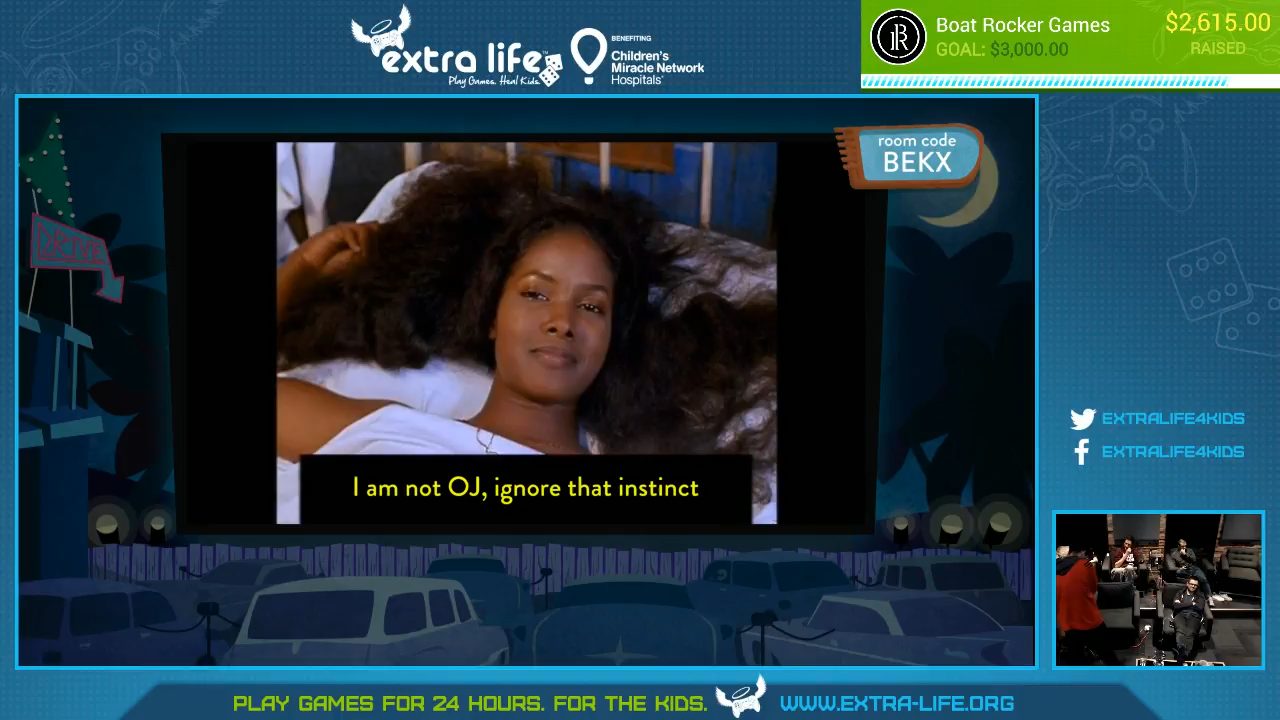 extra life
Play Games. Heal Kids.
BENEFITING
Children's
Miracle Network
Hospitals
Boat Rocker Games
GOAL: $3,000.00
$2,615.00
RAISED
room code
BEKX
DRIVE
I am not OJ, ignore that instinct
EXTRALIFE4KIDS
EXTRALIFE4KIDS
PLAY GAMES FOR 24 HOURS. FOR THE KIDS.
WWW.EXTRA-LIFE.ORG